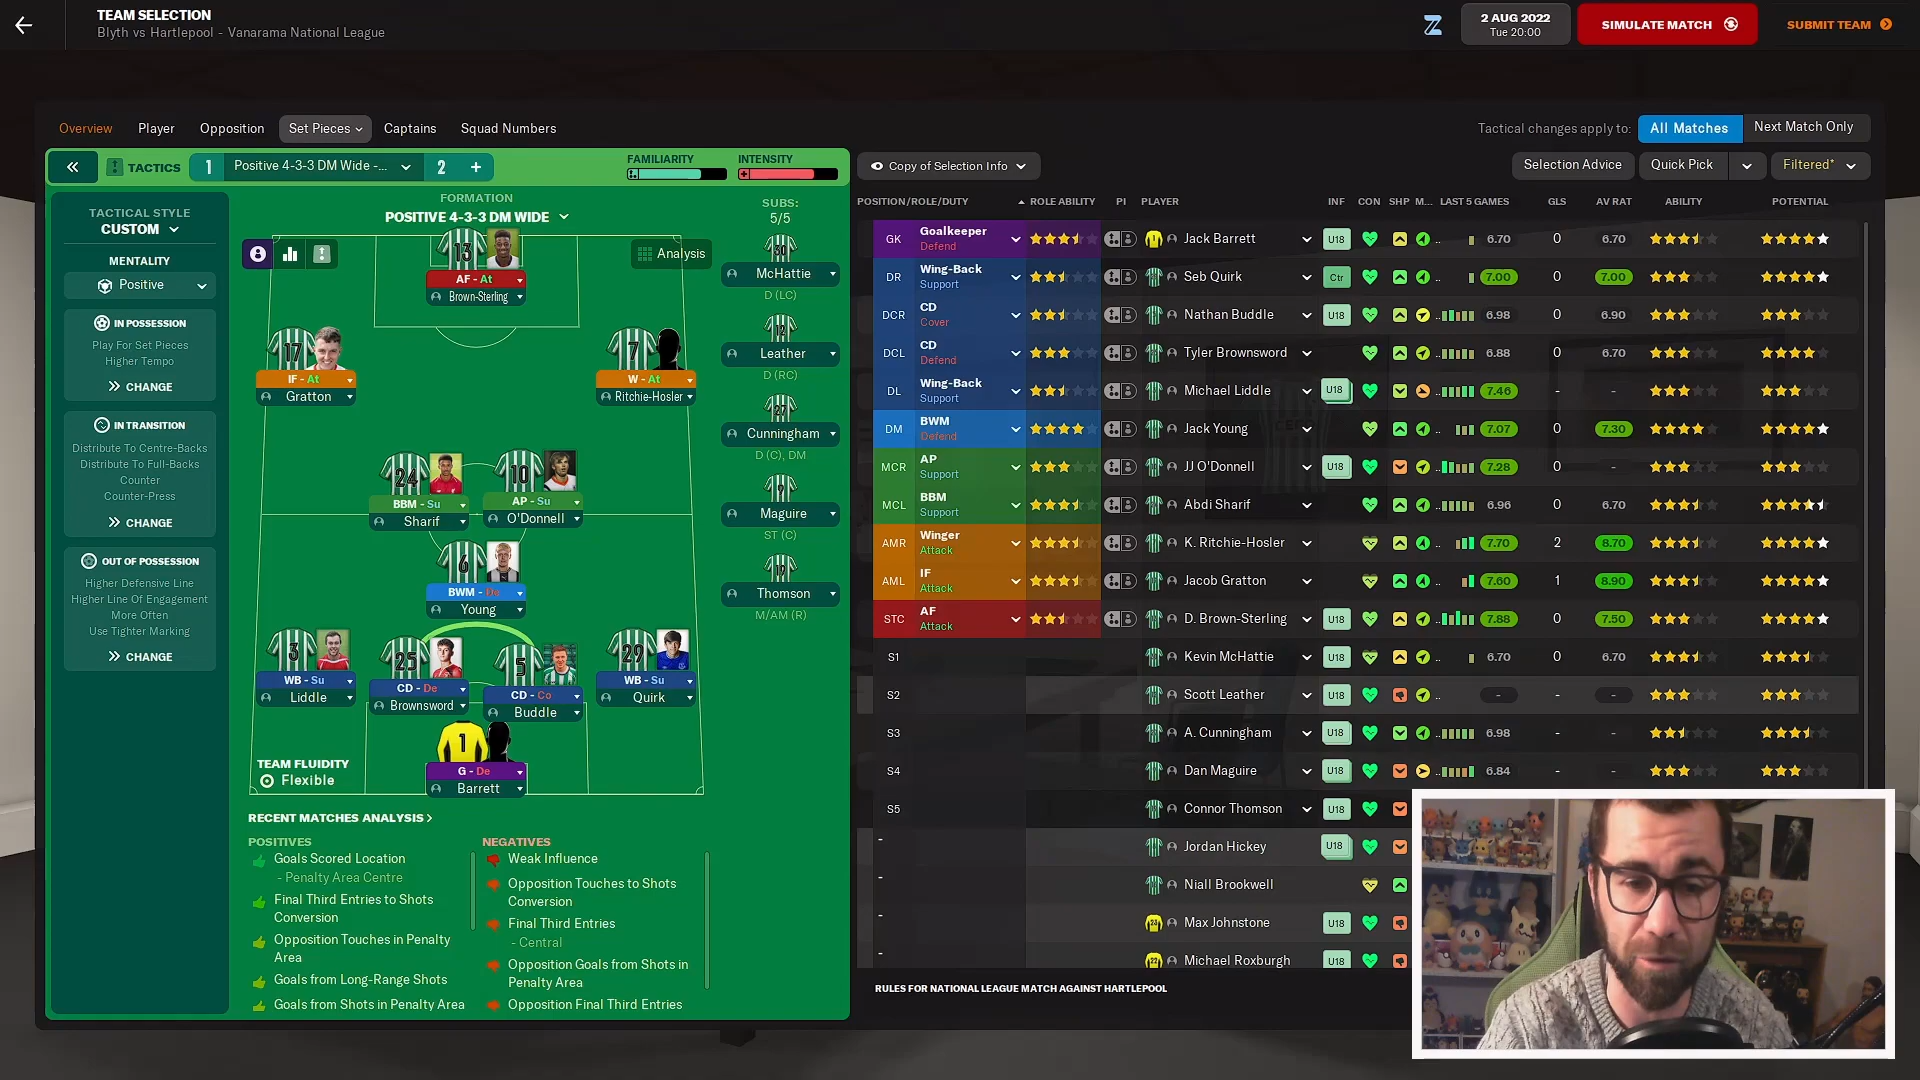 TEAM SELECTION
Blyth vs Hartlepool - Vanarama National League
2 AUG 2022
Tue 20:00
SIMULATE MATCH
SUBMIT TEAM
Overview
Player
Opposition
Set Pieces
Captains
Squad Numbers
Tactical changes apply to:
All Matches
Next Match Only
TACTICS
1
Positive 4-3-3 DM Wide -...
2
+
FAMILIARITY
INTENSITY
Copy of Selection Info
Selection Advice
Quick Pick
Filtered*
TACTICAL STYLE
CUSTOM
MENTALITY
Positive
IN POSSESSION
Play For Set Pieces
Higher Tempo
CHANGE
IN TRANSITION
Distribute To Centre-Backs
Distribute To Full-Backs
Counter
Counter-Press
CHANGE
OUT OF POSSESSION
Higher Defensive Line
Higher Line Of Engagement
More Often
Use Tighter Marking
CHANGE
FORMATION
POSITIVE 4-3-3 DM WIDE
Analysis
13
AF - At
Brown-Sterling
17
IF - At
Gratton
7
W - At
Ritchie-Hosler
24
BBM - Su
Sharif
10
AP - Su
O'Donnell
6
BWM - De
Young
3
WB - Su
Liddle
25
CD - De
Brownsword
5
CD - Co
Buddle
29
WB - Su
Quirk
1
G - De
Barrett
TEAM FLUIDITY
Flexible
SUBS:
5/5
30
McHattie
D (LC)
12
Leather
D (RC)
27
Cunningham
D (C), DM
9
Maguire
ST (C)
19
Thomson
M/AM (R)
RECENT MATCHES ANALYSIS
POSITIVES
Goals Scored Location
- Penalty Area Centre
Final Third Entries to Shots
Conversion
Opposition Touches in Penalty
Area
Goals from Long-Range Shots
Goals from Shots in Penalty Area
NEGATIVES
Weak Influence
Opposition Touches to Shots
Conversion
Final Third Entries
- Central
Opposition Goals from Shots in
Penalty Area
Opposition Final Third Entries
POSITION/ROLE/DUTY ROLE ABILITY PI PLAYER INF CON SHP M... LAST 5 GAMES GLS AV RAT ABILITY POTENTIAL
GK Goalkeeper Defend Jack Barrett U18 .. 6.70 0 6.70
DR Wing-Back Support Seb Quirk Ctr .. 7.00 0 7.00
DCR CD Cover Nathan Buddle U18 .. 6.98 0 6.90
DCL CD Defend Tyler Brownsword .. 6.88 0 6.70
DL Wing-Back Support Michael Liddle U18 .. 7.46 - -
DM BWM Defend Jack Young .. 7.07 0 7.30
MCR AP Support JJ O'Donnell U18 .. 7.28 0 -
MCL BBM Support Abdi Sharif .. 6.96 0 6.70
AMR Winger Attack K. Ritchie-Hosler .. 7.70 2 8.70
AML IF Attack Jacob Gratton .. 7.60 1 8.90
STC AF Attack D. Brown-Sterling U18 .. 7.88 0 7.50
S1 Kevin McHattie U18 .. 6.70 0 6.70
S2 Scott Leather U18 .. - - -
S3 A. Cunningham U18 .. 6.98 - -
S4 Dan Maguire U18 .. 6.84 - -
S5 Connor Thomson U18
- Jordan Hickey U18
- Niall Brookwell
- Max Johnstone U18
- Michael Roxburgh U18
RULES FOR NATIONAL LEAGUE MATCH AGAINST HARTLEPOOL